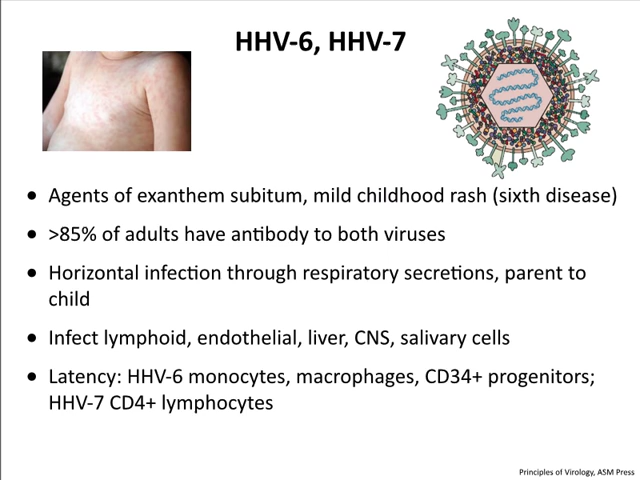 HHV-6, HHV-7
• Agents of exanthem subitum, mild childhood rash (sixth disease)
• >85% of adults have antibody to both viruses
• Horizontal infection through respiratory secretions, parent to
child
• Infect lymphoid, endothelial, liver, CNS, salivary cells
• Latency: HHV-6 monocytes, macrophages, CD34+ progenitors;
HHV-7 CD4+ lymphocytes
Principles of Virology, ASM Press